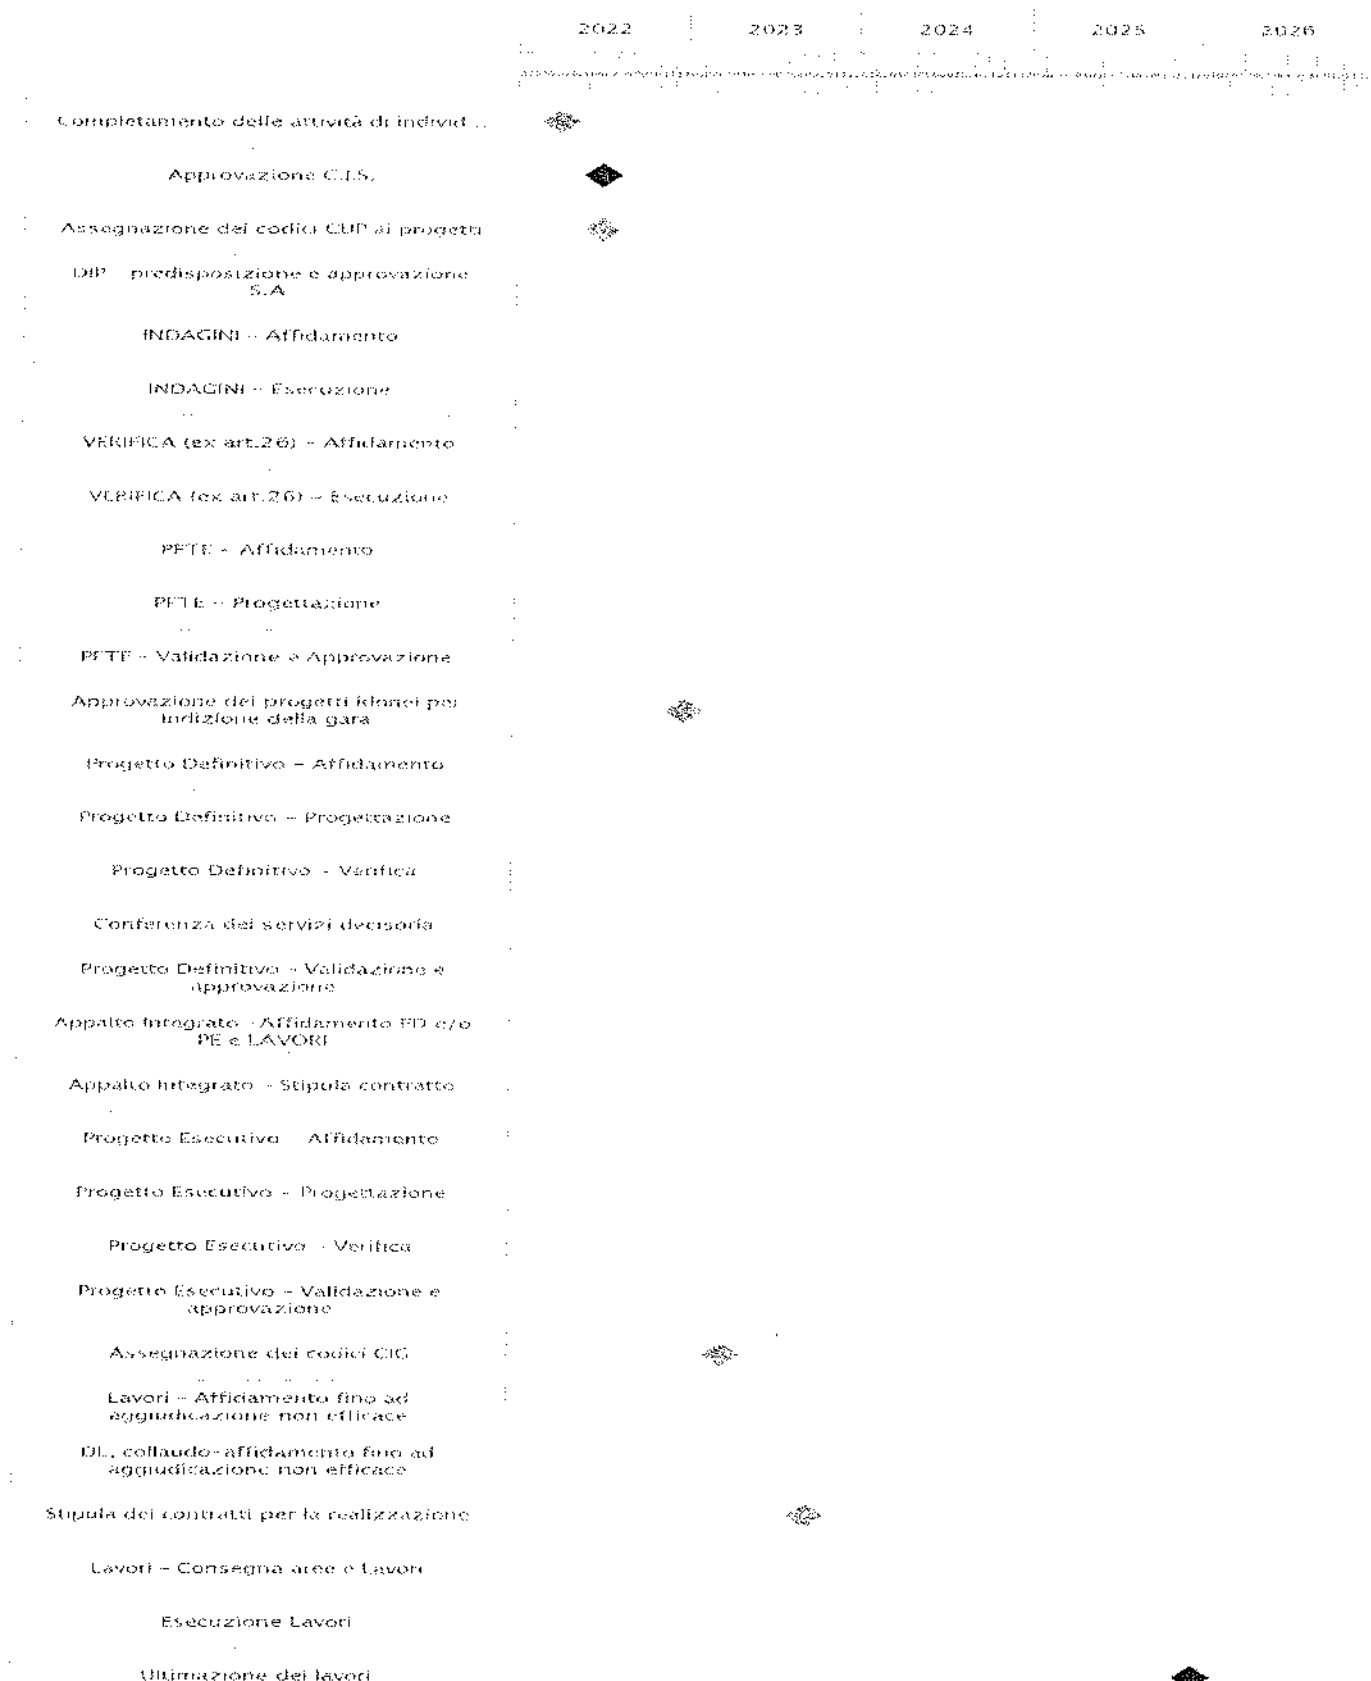 2022 2023 2024 2025 2026
Completamento delle attività di individ...
Approvazione C.I.S.
Assegnazione dei codici CUP ai progetti
DIP - predisposizione e approvazione
S.A
INDAGINI - Affidamento
INDAGINI - Esecuzione
VERIFICA (ex art.26) - Affidamento
VERIFICA (ex art.26) - Esecuzione
PFTE - Affidamento
PFTE - Progettazione
PFTE - Validazione e Approvazione
Approvazione dei progetti idonei per
indizione della gara
Progetto Definitivo - Affidamento
Progetto Definitivo - Progettazione
Progetto Definitivo - Verifica
Conferenza dei servizi decisoria
Progetto Definitivo - Validazione e
approvazione
Appalto Integrato - Affidamento PD e/o
PE e LAVORI
Appalto Integrato - Stipula contratto
Progetto Esecutivo - Affidamento
Progetto Esecutivo - Progettazione
Progetto Esecutivo - Verifica
Progetto Esecutivo - Validazione e
approvazione
Assegnazione dei codici CIG
Lavori - Affidamento fino ad
aggiudicazione non efficace
DL, collaudo-affidamento fino ad
aggiudicazione non efficace
Stipula dei contratti per la realizzazione
Lavori - Consegna aree e Lavori
Esecuzione Lavori
Ultimazione dei lavori